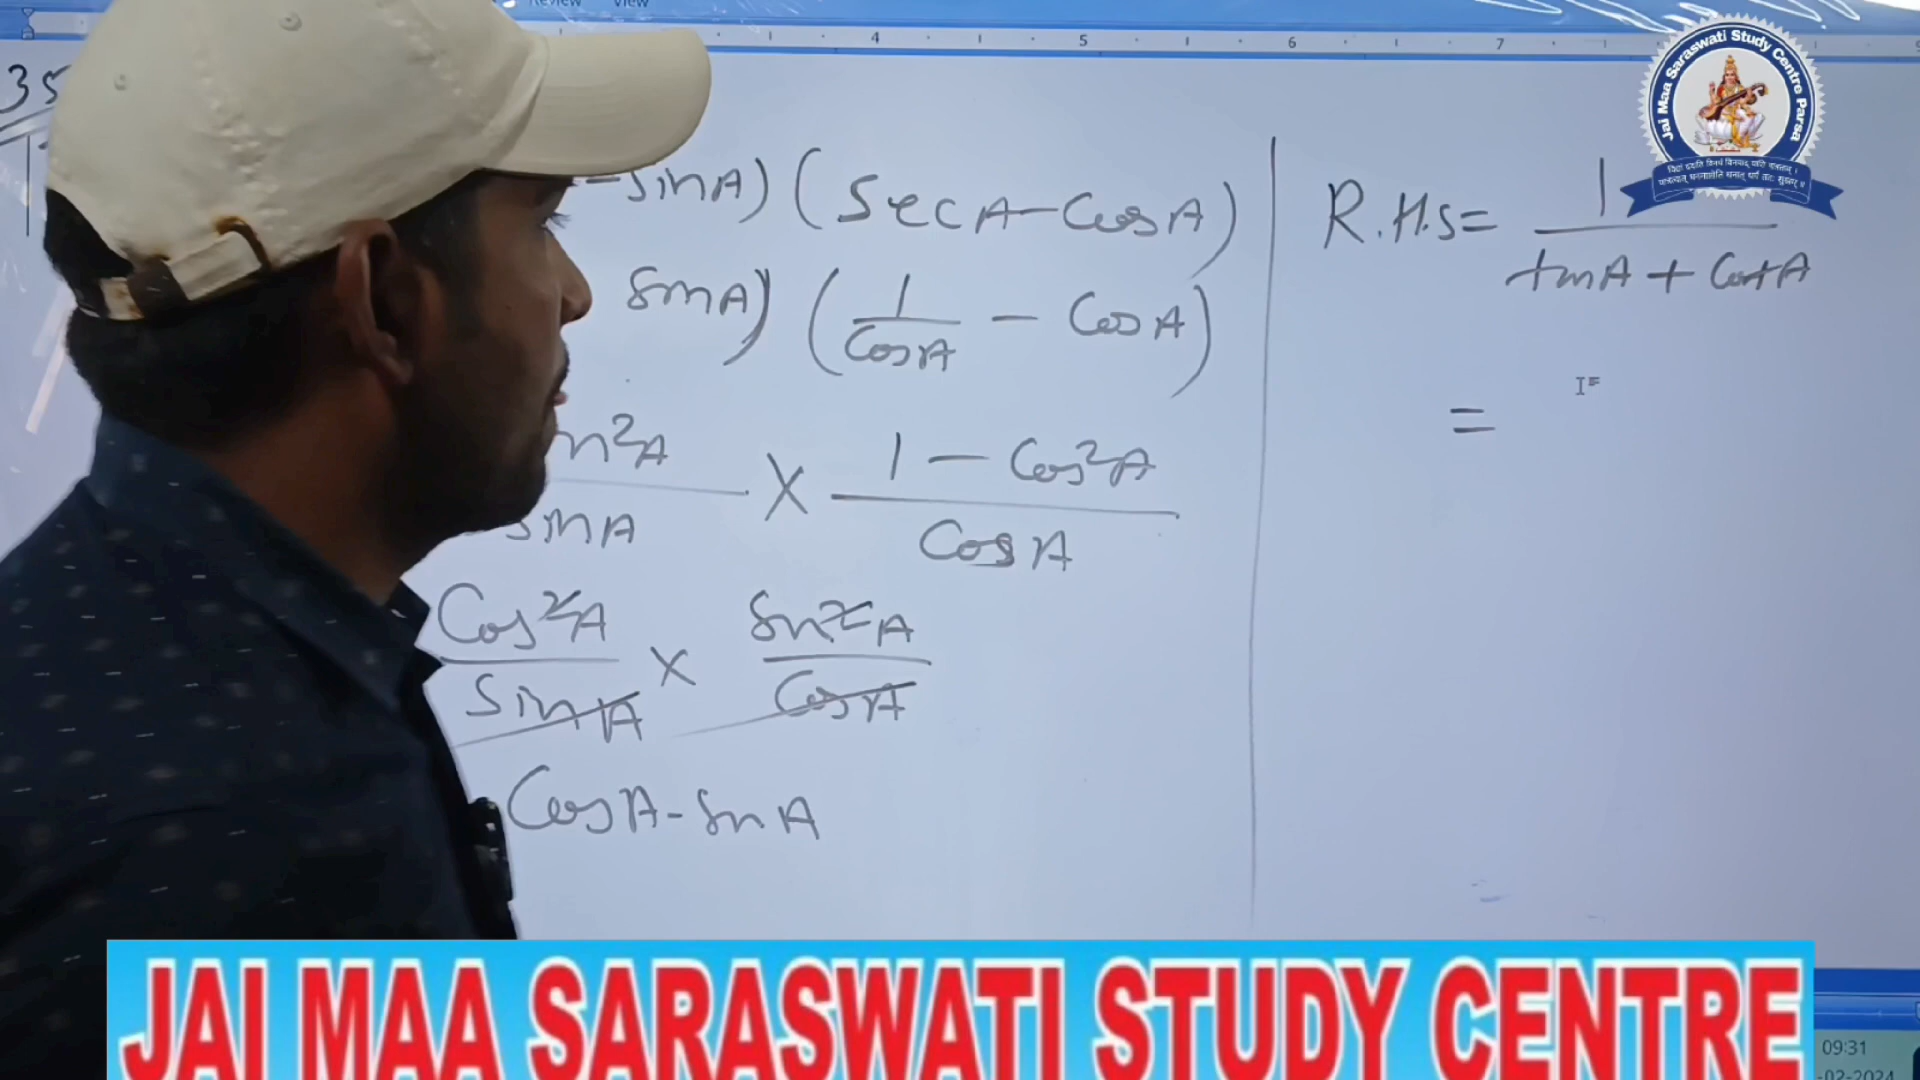 Review View
4 5 6 7
35
-sinA) (SecA-CosA)
sinA) (1/CosA - CosA)
n²A/sinA × 1-Cos²A/CosA
Cos²A/SinA × Sin²A/CosA
CosA-SinA
R.H.S= 1/tanA + CotA
=
Jai Maa Saraswati Study Centre Parsa
JAI MAA SARASWATI STUDY CENTRE
09:31
-02-2024